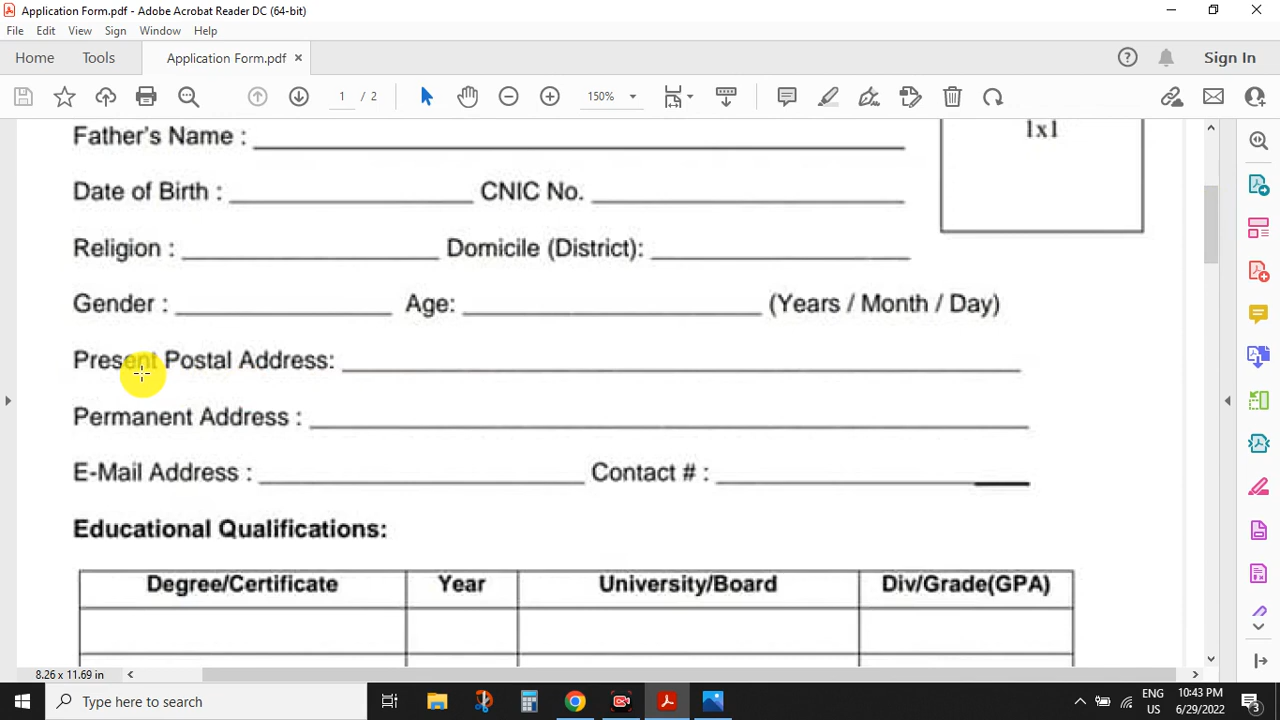 Application Form.pdf - Adobe Acrobat Reader DC (64-bit)
File Edit View Sign Window Help
Home Tools Application Form.pdf × Sign In
1 / 2 150%
1x1
Father's Name :
Date of Birth : CNIC No.
Religion : Domicile (District):
Gender : Age: (Years / Month / Day)
Present Postal Address:
Permanent Address :
E-Mail Address : Contact # :
Educational Qualifications:
Degree/Certificate Year University/Board Div/Grade(GPA)
8.26 x 11.69 in
Type here to search
ENG 10:43 PM
US 6/29/2022 3